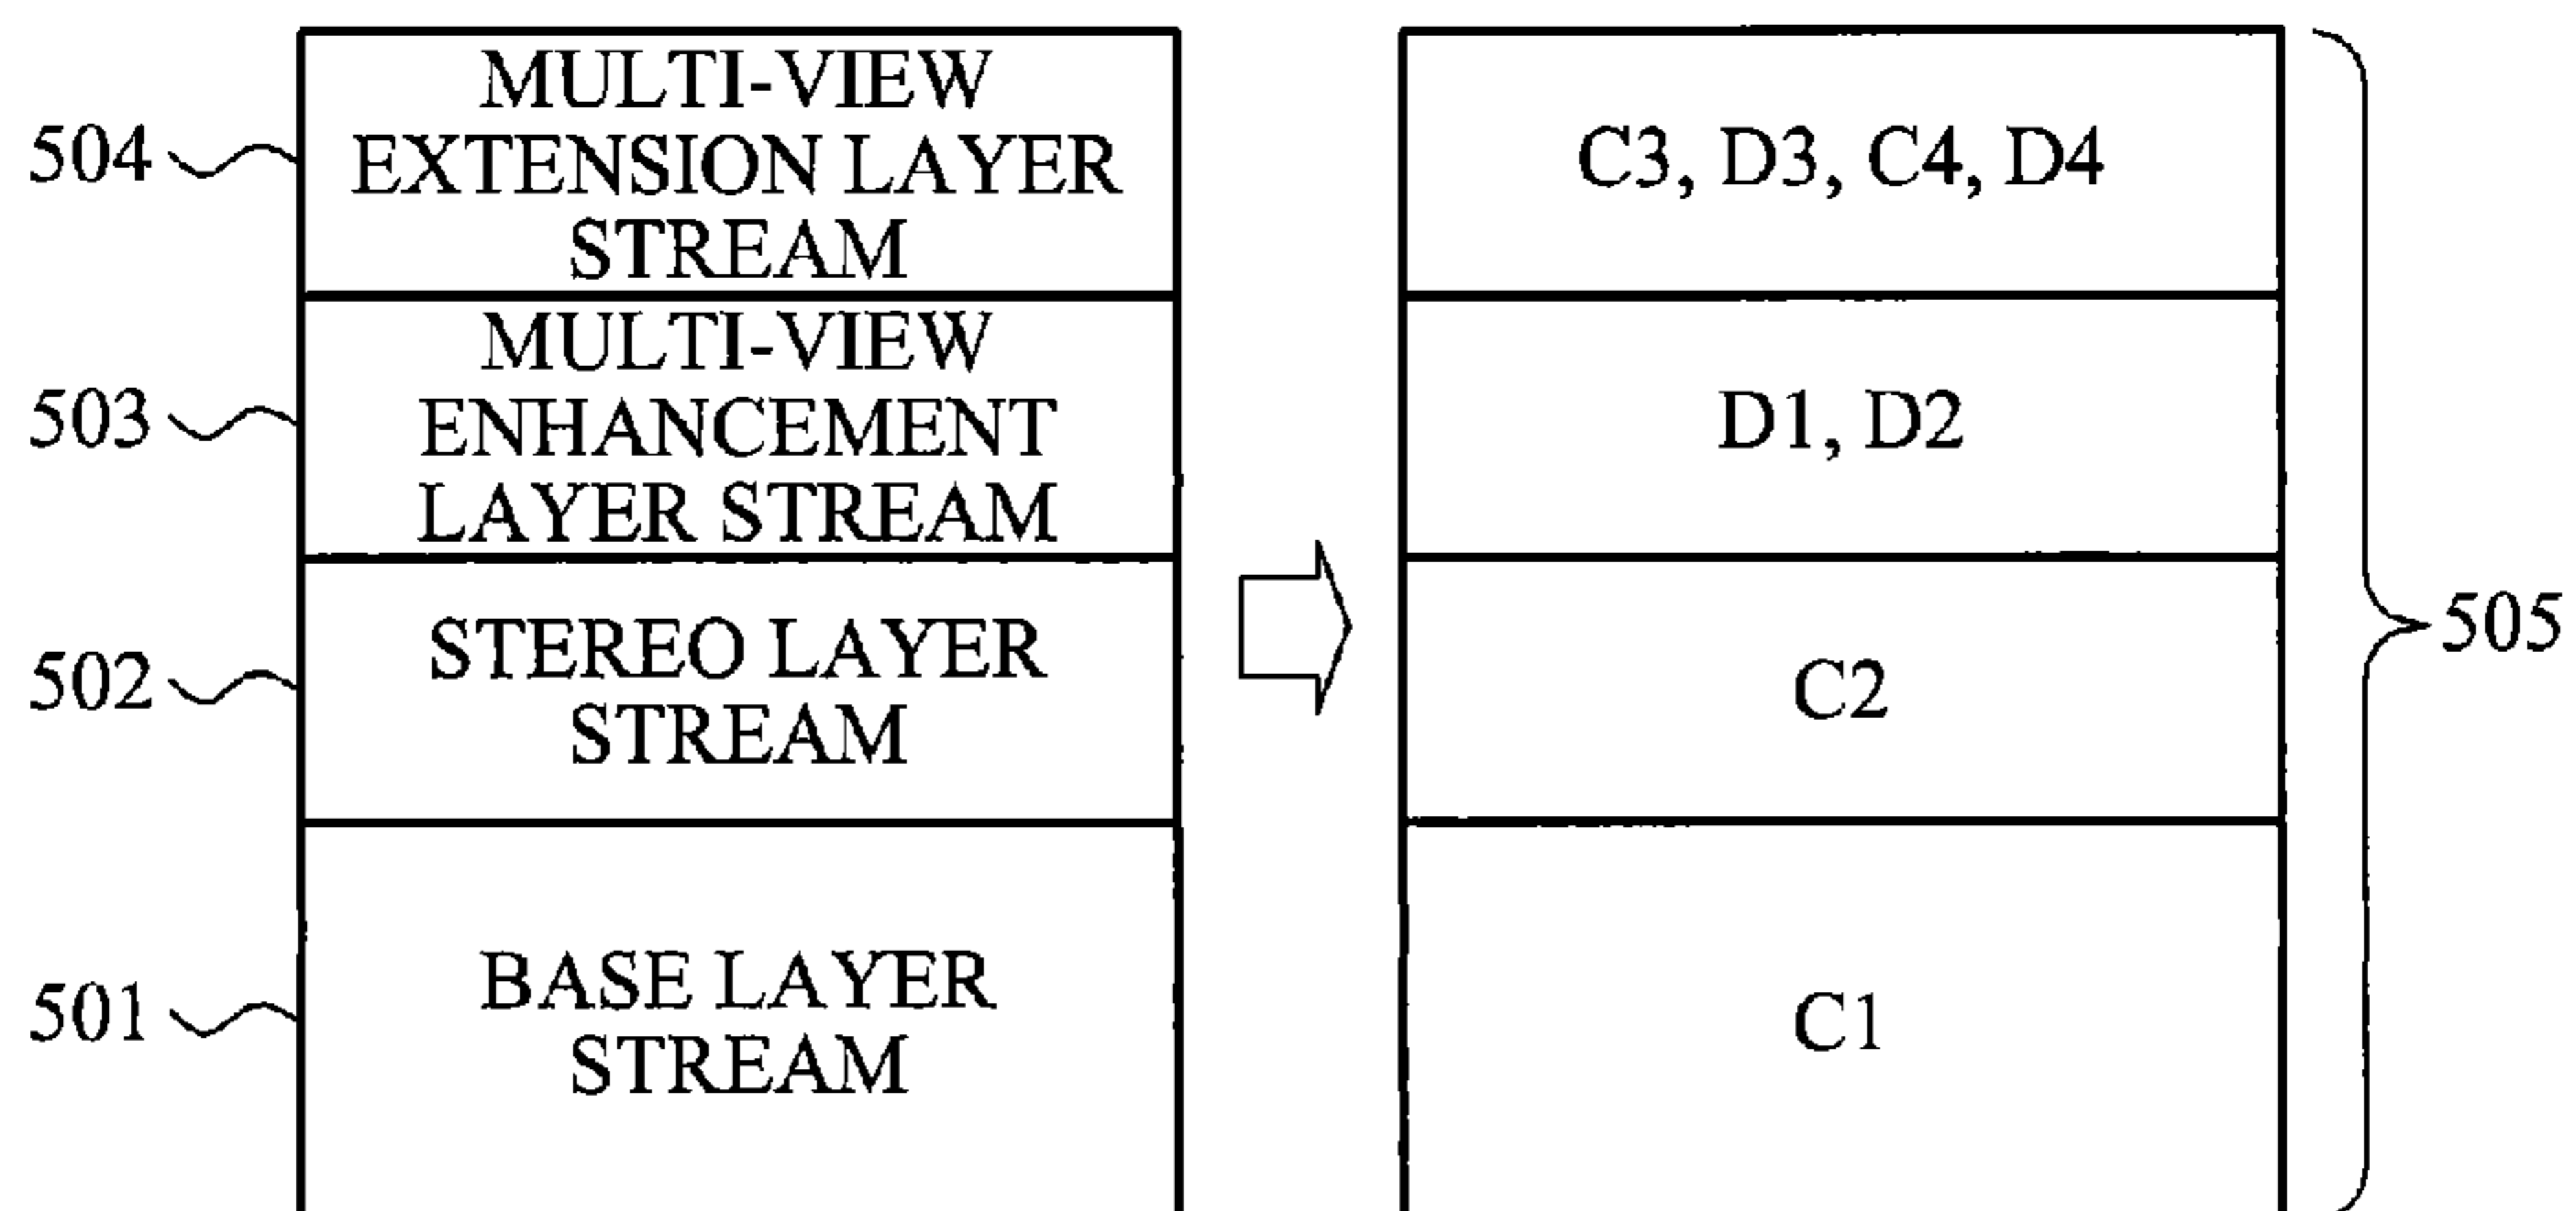 504
MULTI-VIEW
EXTENSION LAYER
STREAM
C3, D3, C4, D4
503
MULTI-VIEW
ENHANCEMENT
LAYER STREAM
D1, D2
502
STEREO LAYER
STREAM
C2
505
501
BASE LAYER
STREAM
C1